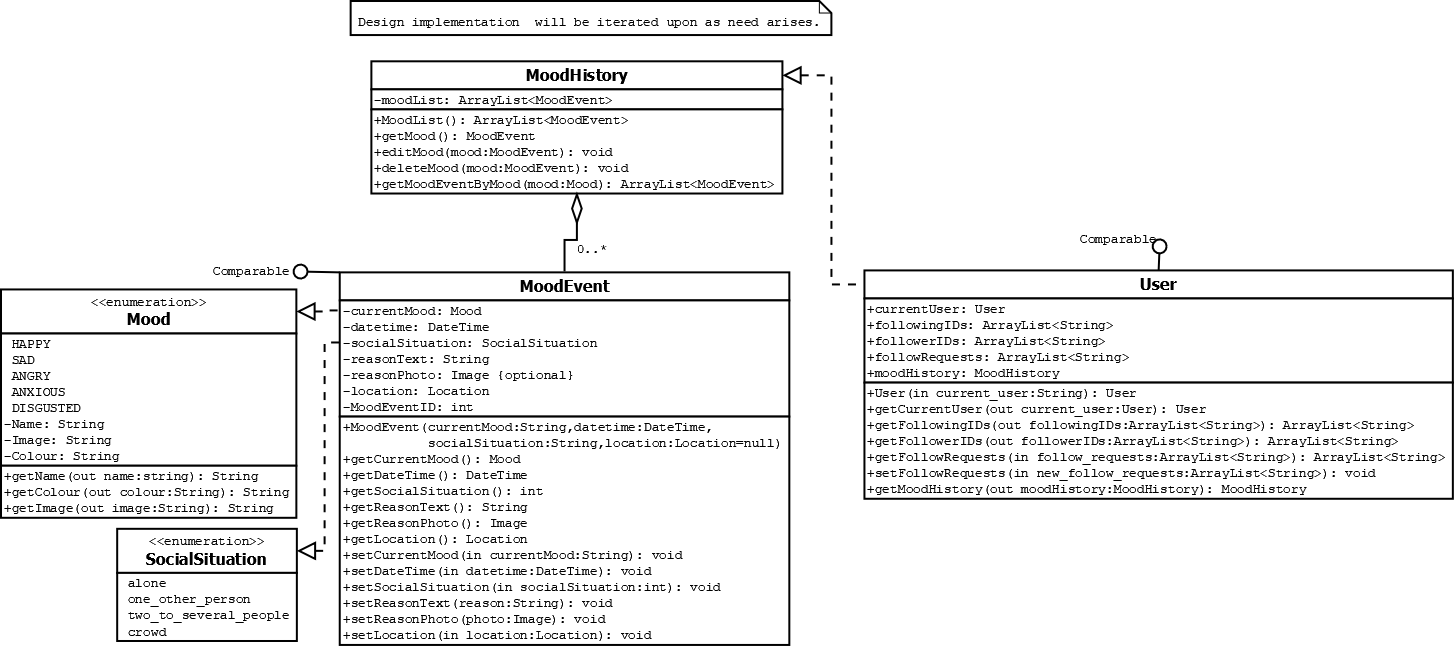 Design implementation  will be iterated upon as need arises.
MoodHistory
-moodList: ArrayList<MoodEvent>
+MoodList(): ArrayList<MoodEvent>
+getMood(): MoodEvent
+editMood(mood:MoodEvent): void
+deleteMood(mood:MoodEvent): void
+getMoodEventByMood(mood:Mood): ArrayList<MoodEvent>
0..*
Comparable
<<enumeration>>
Mood
HAPPY
SAD
ANGRY
ANXIOUS
DISGUSTED
-Name: String
-Image: String
-Colour: String
+getName(out name:string): String
+getColour(out colour:String): String
+getImage(out image:String): String
<<enumeration>>
SocialSituation
alone
one_other_person
two_to_several_people
crowd
MoodEvent
-currentMood: Mood
-datetime: DateTime
-socialSituation: SocialSituation
-reasonText: String
-reasonPhoto: Image {optional}
-location: Location
-MoodEventID: int
+MoodEvent(currentMood:String,datetime:DateTime,
socialSituation:String,location:Location=null)
+getCurrentMood(): Mood
+getDateTime(): DateTime
+getSocialSituation(): int
+getReasonText(): String
+getReasonPhoto(): Image
+getLocation(): Location
+setCurrentMood(in currentMood:String): void
+setDateTime(in datetime:DateTime): void
+setSocialSituation(in socialSituation:int): void
+setReasonText(reason:String): void
+setReasonPhoto(photo:Image): void
+setLocation(in location:Location): void
Comparable
User
+currentUser: User
+followingIDs: ArrayList<String>
+followerIDs: ArrayList<String>
+followRequests: ArrayList<String>
+moodHistory: MoodHistory
+User(in current_user:String): User
+getCurrentUser(out current_user:User): User
+getFollowingIDs(out followingIDs:ArrayList<String>): ArrayList<String>
+getFollowerIDs(out followerIDs:ArrayList<String>): ArrayList<String>
+getFollowRequests(in follow_requests:ArrayList<String>): ArrayList<String>
+setFollowRequests(in new_follow_requests:ArrayList<String>): void
+getMoodHistory(out moodHistory:MoodHistory): MoodHistory